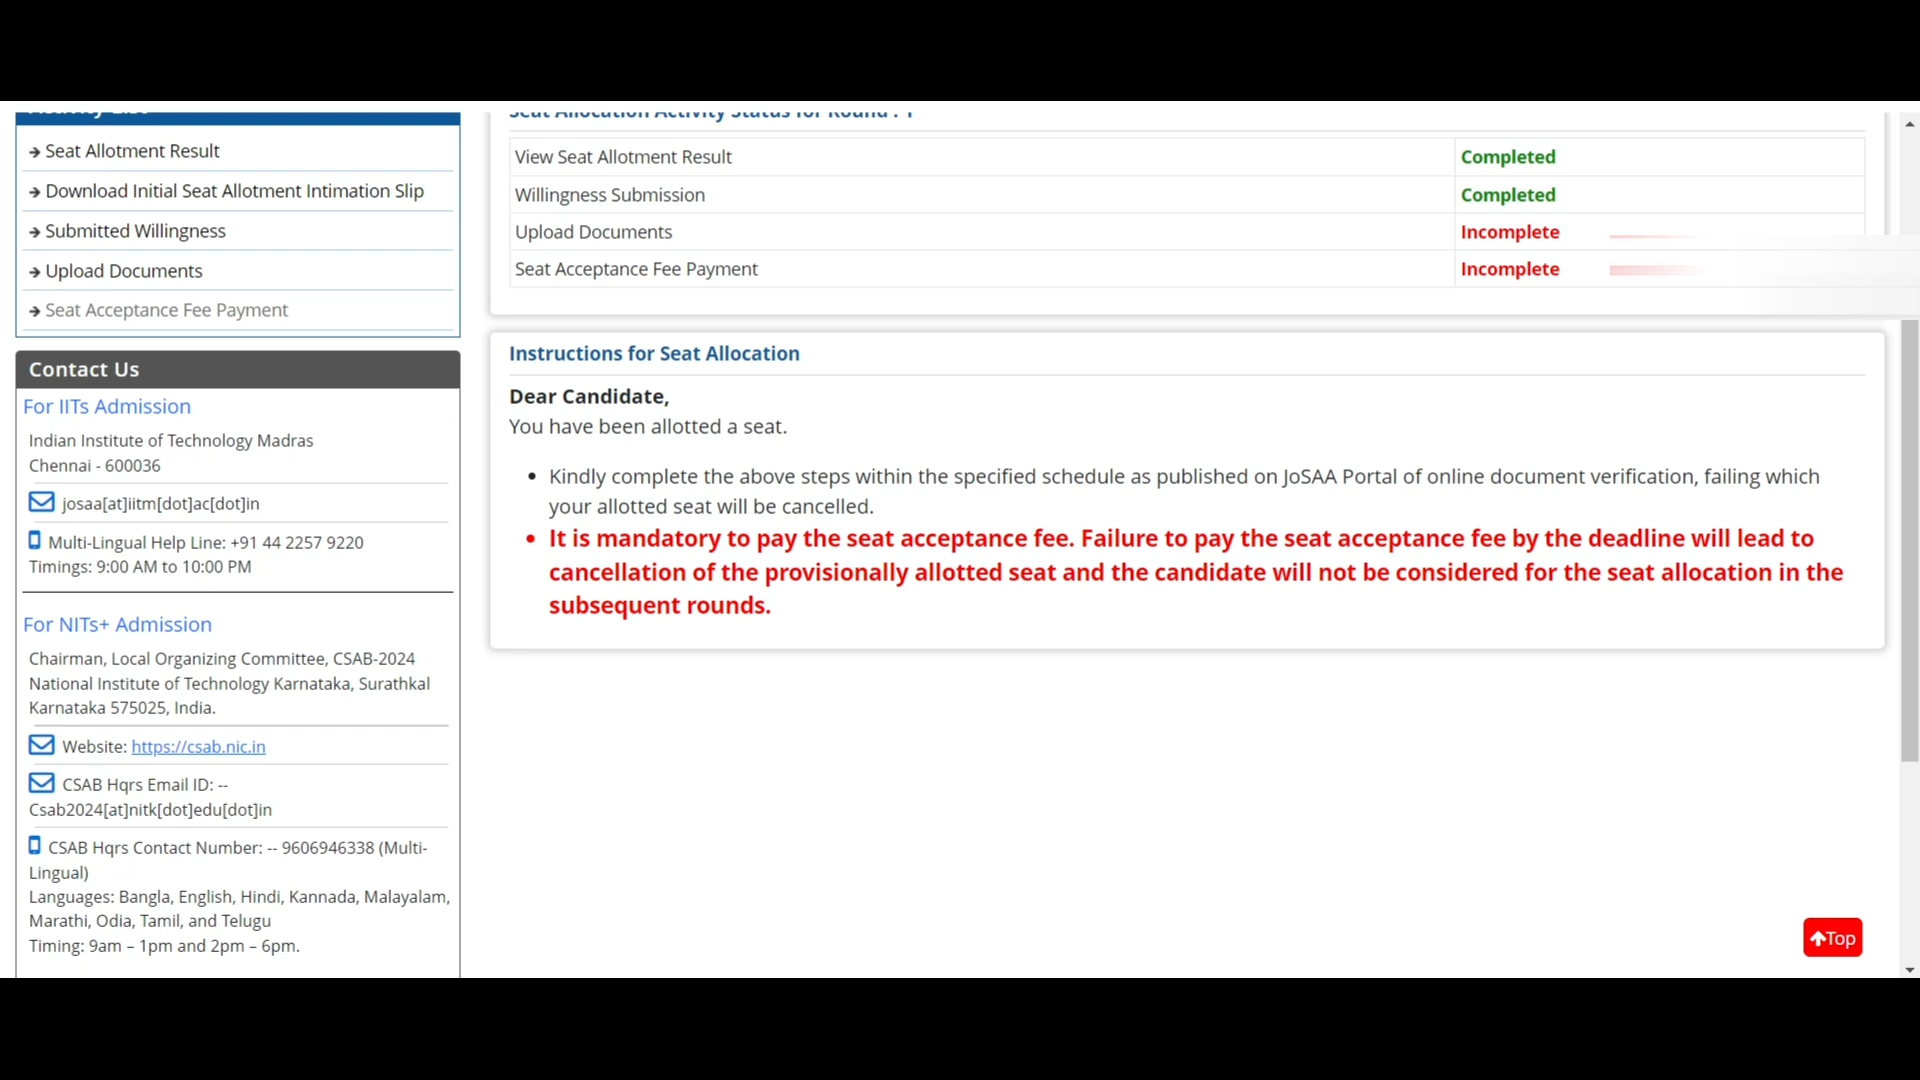 Activity List
Seat Allotment Result
Download Initial Seat Allotment Intimation Slip
Submitted Willingness
Upload Documents
Seat Acceptance Fee Payment
Contact Us
For IITs Admission
Indian Institute of Technology Madras
Chennai - 600036
josaa[at]iitm[dot]ac[dot]in
Multi-Lingual Help Line: +91 44 2257 9220
Timings: 9:00 AM to 10:00 PM
For NITs+ Admission
Chairman, Local Organizing Committee, CSAB-2024
National Institute of Technology Karnataka, Surathkal
Karnataka 575025, India.
Website: https://csab.nic.in
CSAB Hqrs Email ID: --
Csab2024[at]nitk[dot]edu[dot]in
CSAB Hqrs Contact Number: -- 9606946338 (Multi-
Lingual)
Languages: Bangla, English, Hindi, Kannada, Malayalam,
Marathi, Odia, Tamil, and Telugu
Timing: 9am – 1pm and 2pm – 6pm.
Seat Allocation Activity Status for Round : 1
View Seat Allotment Result Completed
Willingness Submission Completed
Upload Documents Incomplete
Seat Acceptance Fee Payment Incomplete
Instructions for Seat Allocation
Dear Candidate,
You have been allotted a seat.
Kindly complete the above steps within the specified schedule as published on JoSAA Portal of online document verification, failing which
your allotted seat will be cancelled.
It is mandatory to pay the seat acceptance fee. Failure to pay the seat acceptance fee by the deadline will lead to
cancellation of the provisionally allotted seat and the candidate will not be considered for the seat allocation in the
subsequent rounds.
Top